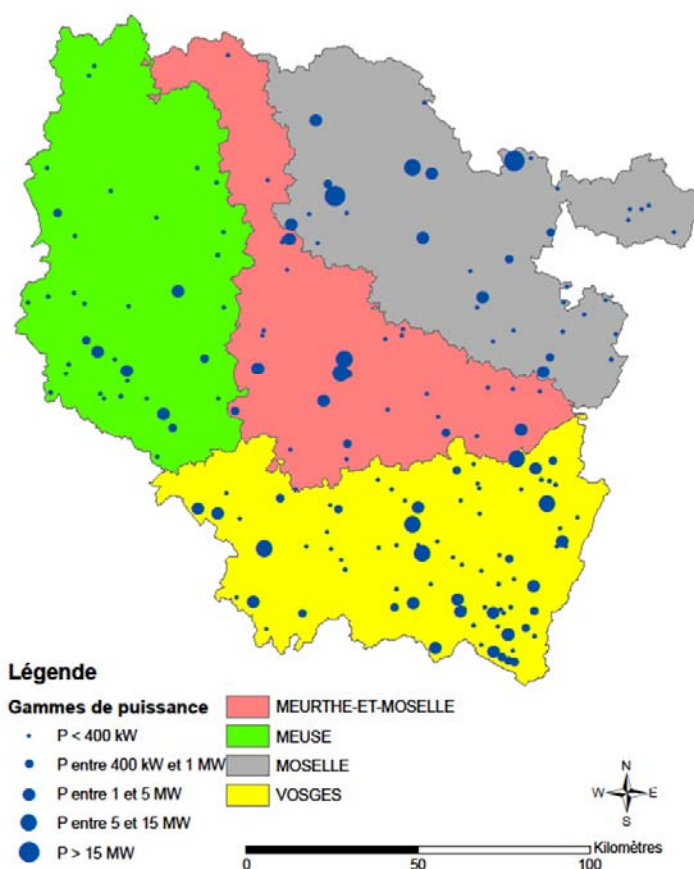 Légende
Gammes de puissance
P < 400 kW
P entre 400 kW et 1 MW
P entre 1 et 5 MW
P entre 5 et 15 MW
P > 15 MW
MEURTHE-ET-MOSELLE
MEUSE
MOSELLE
VOSGES
N
W E
S
Kilomètres
0 50 100